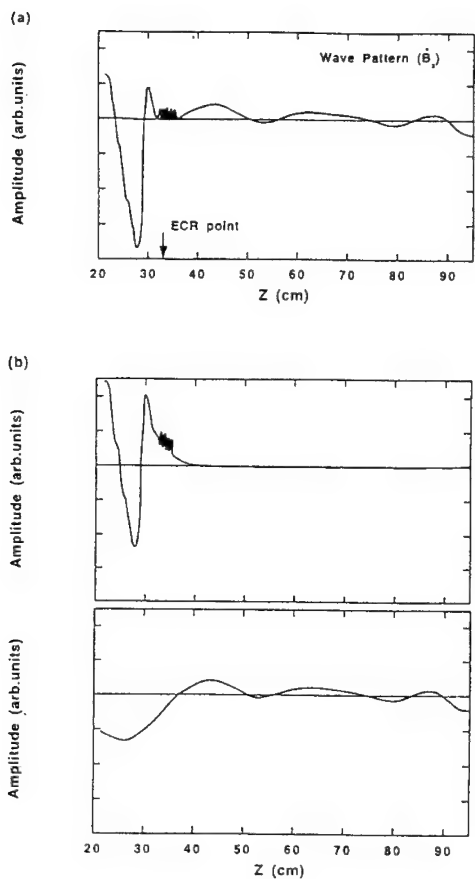 (a)
Wave Pattern (Ḃz)
Amplitude (arb.units)
ECR point
20 30 40 50 60 70 80 90
Z (cm)
(b)
Amplitude (arb.units)
Amplitude (arb.units)
20 30 40 50 60 70 80 90
Z (cm)